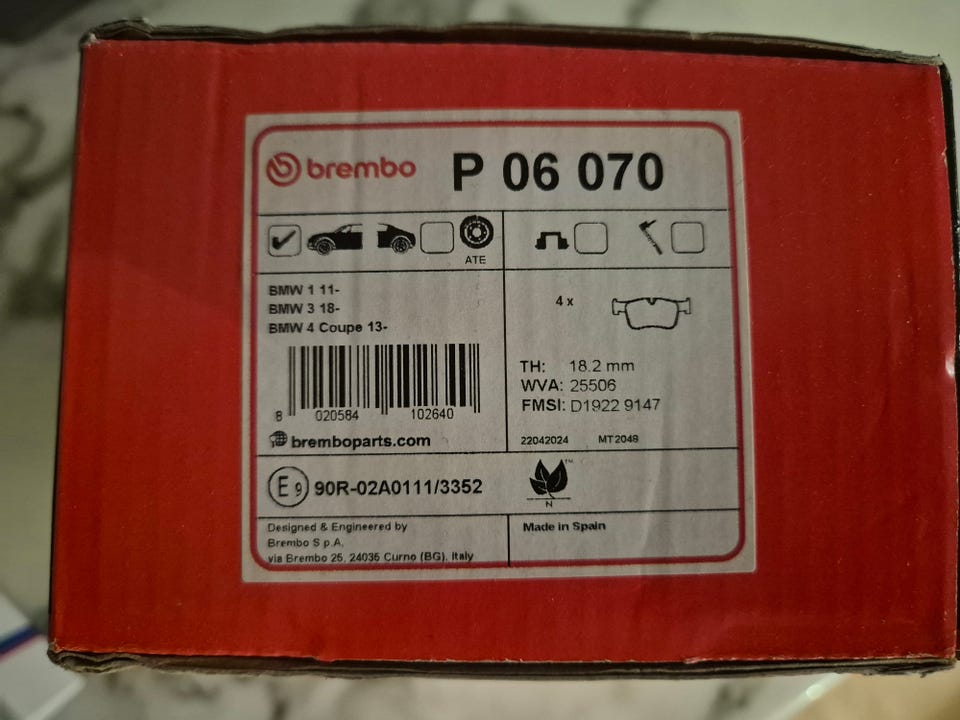 brembo P 06 070
ATE
BMW 1 11-
BMW 3 18-
BMW 4 Coupe 13-
8 020584 102640
bremboparts.com
4 x
TH: 18.2 mm
WVA: 25506
FMSI: D1922 9147
22042024 MT2048
E9 90R-02A0111/3352
N
Designed & Engineered by
Brembo S.p.A.
via Brembo 25, 24036 Curno (BG), Italy
Made in Spain